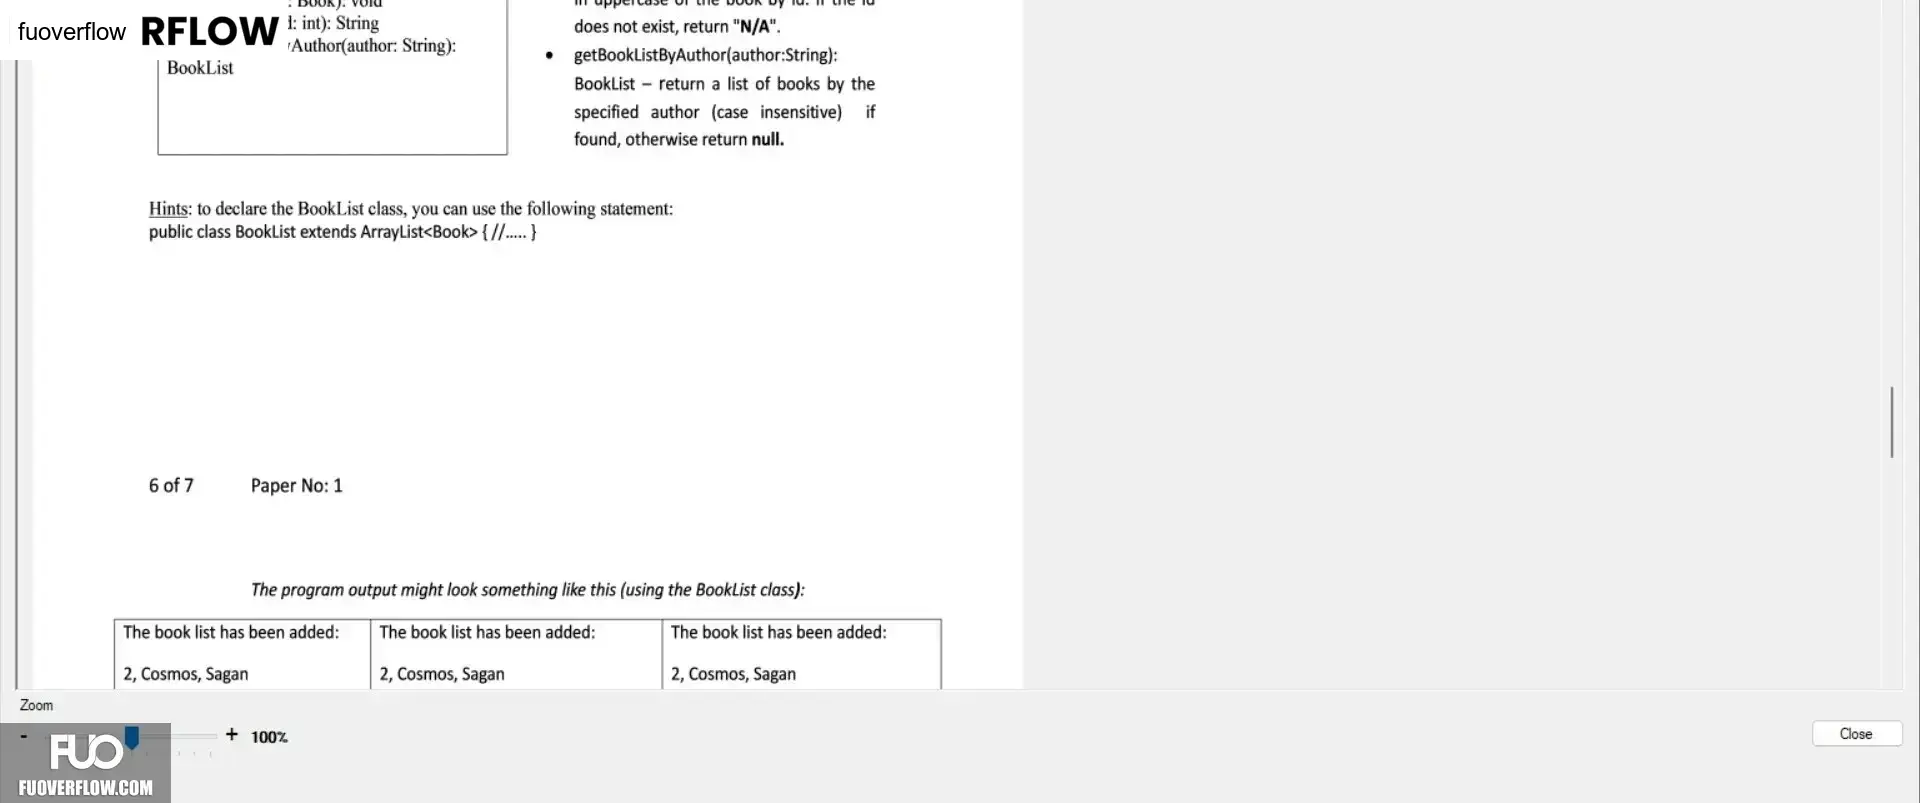 fuoverflow RFLOW
: Book): void
d: int): String
Author(author: String):
BookList
in uppercase of the book by id. If the id
does not exist, return "N/A".
• getBookListByAuthor(author:String):
BookList – return a list of books by the
specified author (case insensitive) if
found, otherwise return null.
Hints: to declare the BookList class, you can use the following statement:
public class BookList extends ArrayList<Book> { //..... }
6 of 7 Paper No: 1
The program output might look something like this (using the BookList class):
The book list has been added: The book list has been added: The book list has been added:
2, Cosmos, Sagan 2, Cosmos, Sagan 2, Cosmos, Sagan
Zoom
- + 100%
Close
FUO
FUOVERFLOW.COM